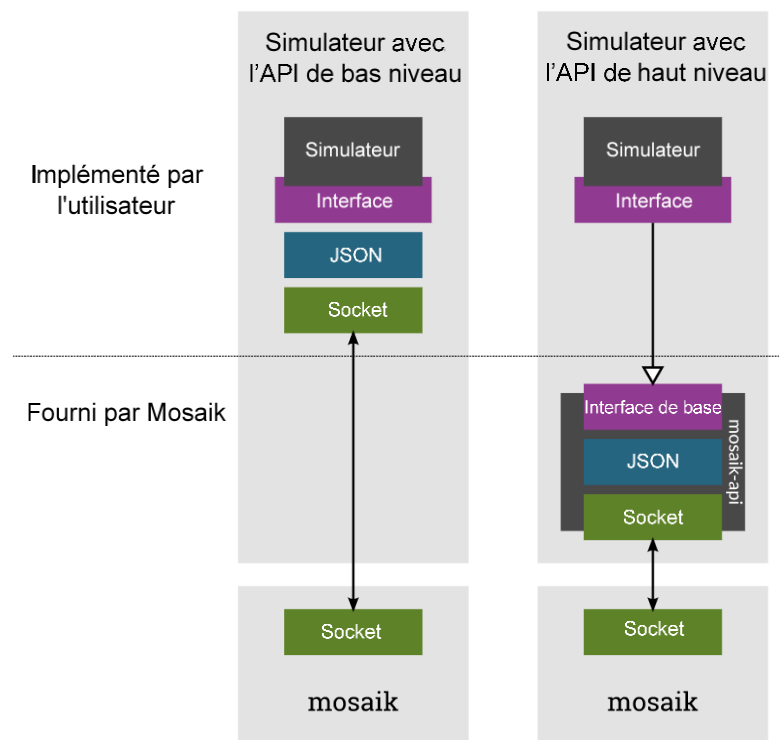 Simulateur avec
l'API de bas niveau
Simulateur avec
l'API de haut niveau
Implémenté par
l'utilisateur
Simulateur
Interface
JSON
Socket
Simulateur
Interface
Fourni par Mosaik
Interface de base
JSON
Socket
mosaik-api
Socket
mosaik
Socket
mosaik